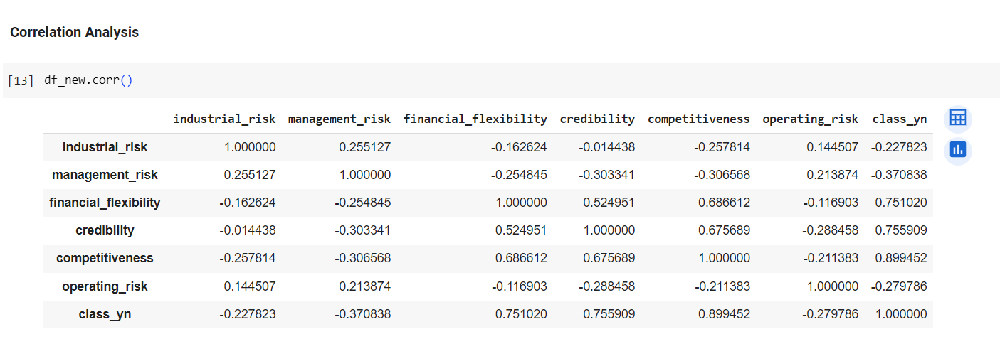 Correlation Analysis
[13] df_new.corr()
industrial_risk management_risk financial_flexibility credibility competitiveness operating_risk class_yn
industrial_risk 1.000000 0.255127 -0.162624 -0.014438 -0.257814 0.144507 -0.227823
management_risk 0.255127 1.000000 -0.254845 -0.303341 -0.306568 0.213874 -0.370838
financial_flexibility -0.162624 -0.254845 1.000000 0.524951 0.686612 -0.116903 0.751020
credibility -0.014438 -0.303341 0.524951 1.000000 0.675689 -0.288458 0.755909
competitiveness -0.257814 -0.306568 0.686612 0.675689 1.000000 -0.211383 0.899452
operating_risk 0.144507 0.213874 -0.116903 -0.288458 -0.211383 1.000000 -0.279786
class_yn -0.227823 -0.370838 0.751020 0.755909 0.899452 -0.279786 1.000000